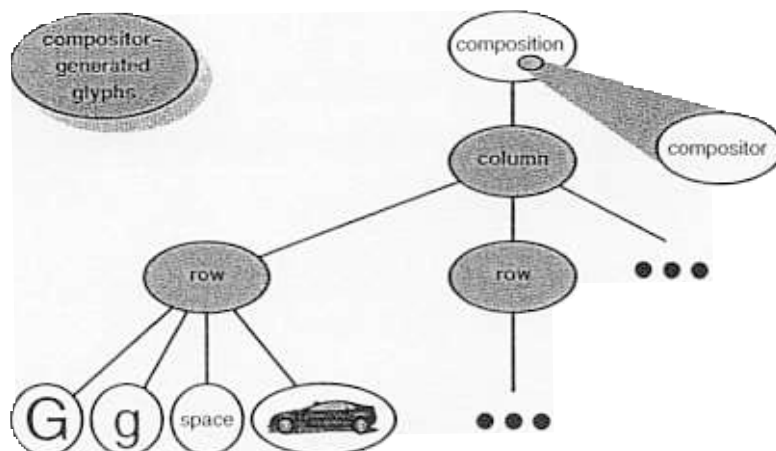 compositor-
generated
glyphs
composition
compositor
column
row
row
G
g
space